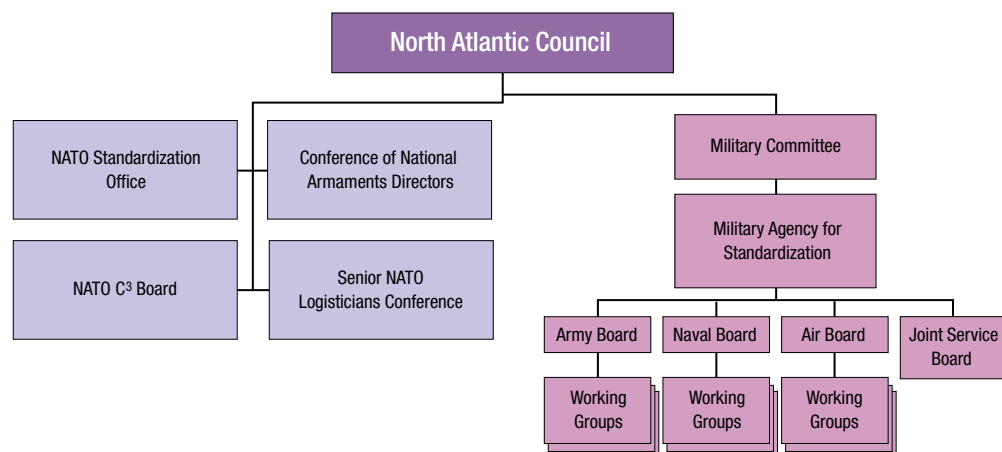 North Atlantic Council
NATO Standardization
Office
Conference of National
Armaments Directors
NATO C³ Board
Senior NATO
Logisticians Conference
Military Committee
Military Agency for
Standardization
Army Board
Naval Board
Air Board
Joint Service
Board
Working
Groups
Working
Groups
Working
Groups